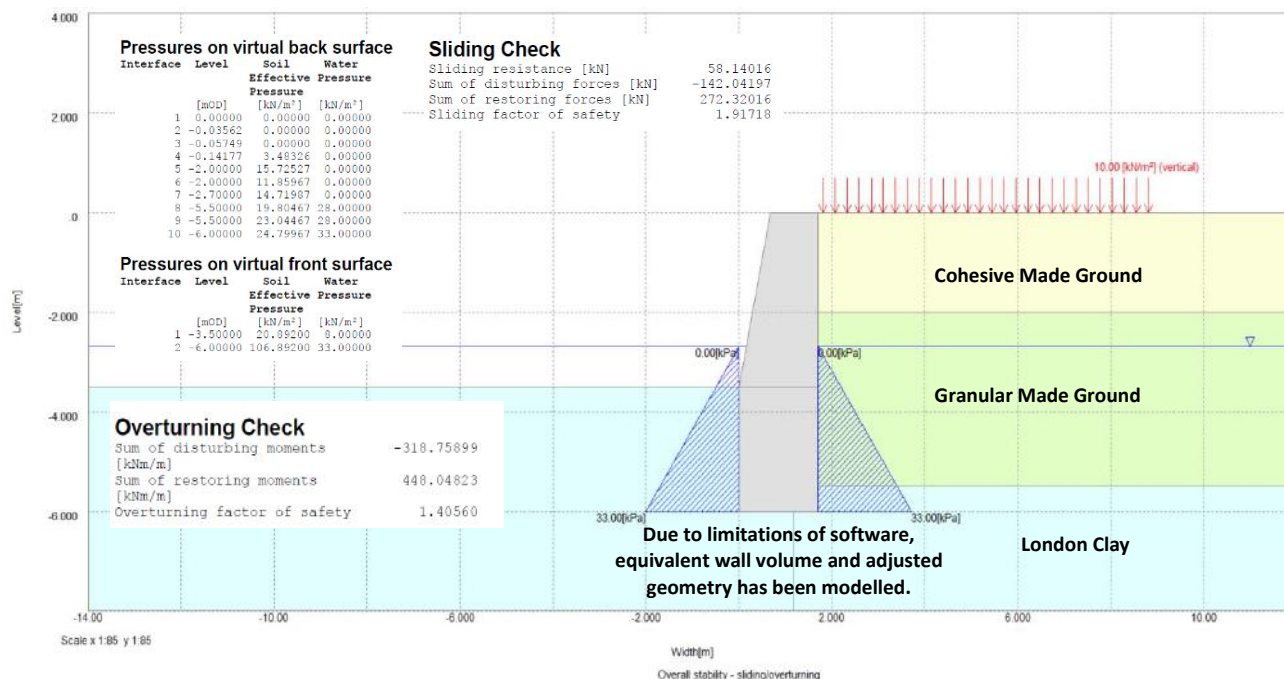 4.000
Pressures on virtual back surface
Interface Level Soil Water
Effective Pressure
Pressure
[mOD] [kN/m²] [kN/m²]
1 0.00000 0.00000 0.00000
2 -0.03562 0.00000 0.00000
3 -0.05749 0.00000 0.00000
4 -0.14177 3.48326 0.00000
5 -2.00000 15.72527 0.00000
6 -2.00000 11.85967 0.00000
7 -2.70000 14.71967 0.00000
8 -5.50000 19.80467 28.00000
9 -5.50000 23.04467 28.00000
10 -6.00000 24.79967 33.00000
Sliding Check
Sliding resistance [kN] 58.14016
Sum of disturbing forces [kN] -142.04197
Sum of restoring forces [kN] 272.32016
Sliding factor of safety 1.91718
2.000
10.00 [kN/m²] (vertical)
.0
Pressures on virtual front surface
Interface Level Soil Water
Effective Pressure
Pressure
[mOD] [kN/m²] [kN/m²]
1 -3.50000 20.89200 8.00000
2 -6.00000 106.89200 33.00000
Cohesive Made Ground
Level[m]
-2.000
0.00[kPa] 0.00[kPa]
Granular Made Ground
-4.000
Overturning Check
Sum of disturbing moments -318.75899
[kNm/m]
Sum of restoring moments 448.04823
[kNm/m]
Overturning factor of safety 1.40560
-6.000
33.00[kPa] 33.00[kPa]
Due to limitations of software,
equivalent wall volume and adjusted
geometry has been modelled.
London Clay
-14.00 -10.00 -6.000 -2.000 2.000 6.000 10.00
Scale x 1:85 y 1:85
Width[m]
Overall stability - sliding/overturning